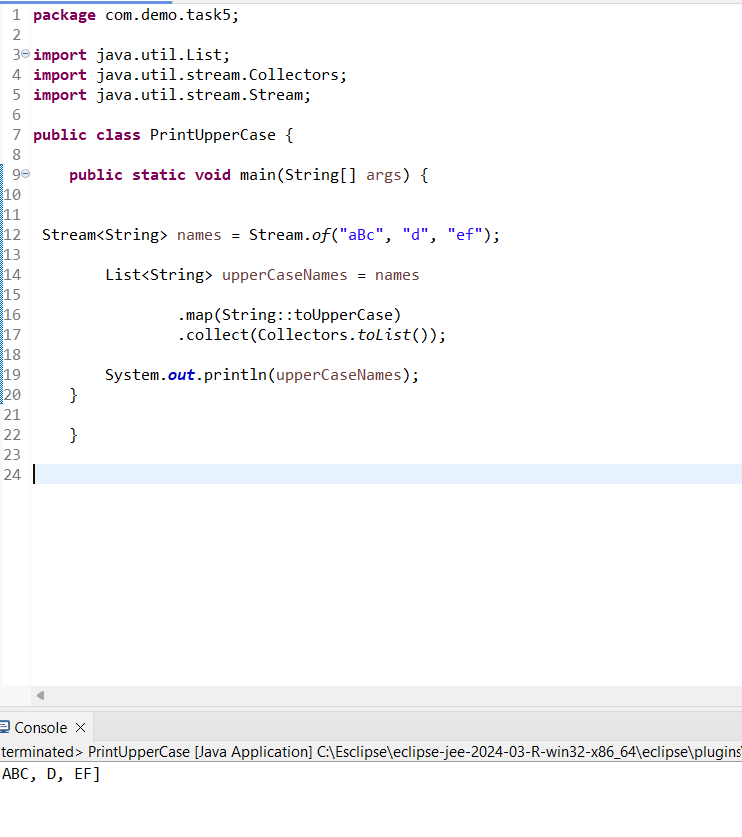 1 package com.demo.task5;
2
3 import java.util.List;
4 import java.util.stream.Collectors;
5 import java.util.stream.Stream;
6
7 public class PrintUpperCase {
8
9 public static void main(String[] args) {
10
11
12 Stream<String> names = Stream.of("aBc", "d", "ef");
13
14 List<String> upperCaseNames = names
15
16 .map(String::toUpperCase)
17 .collect(Collectors.toList());
18
19 System.out.println(upperCaseNames);
20 }
21
22 }
23
24
Console
terminated> PrintUpperCase [Java Application] C:\Esclipse\eclipse-jee-2024-03-R-win32-x86_64\eclipse\plugins\
ABC, D, EF]